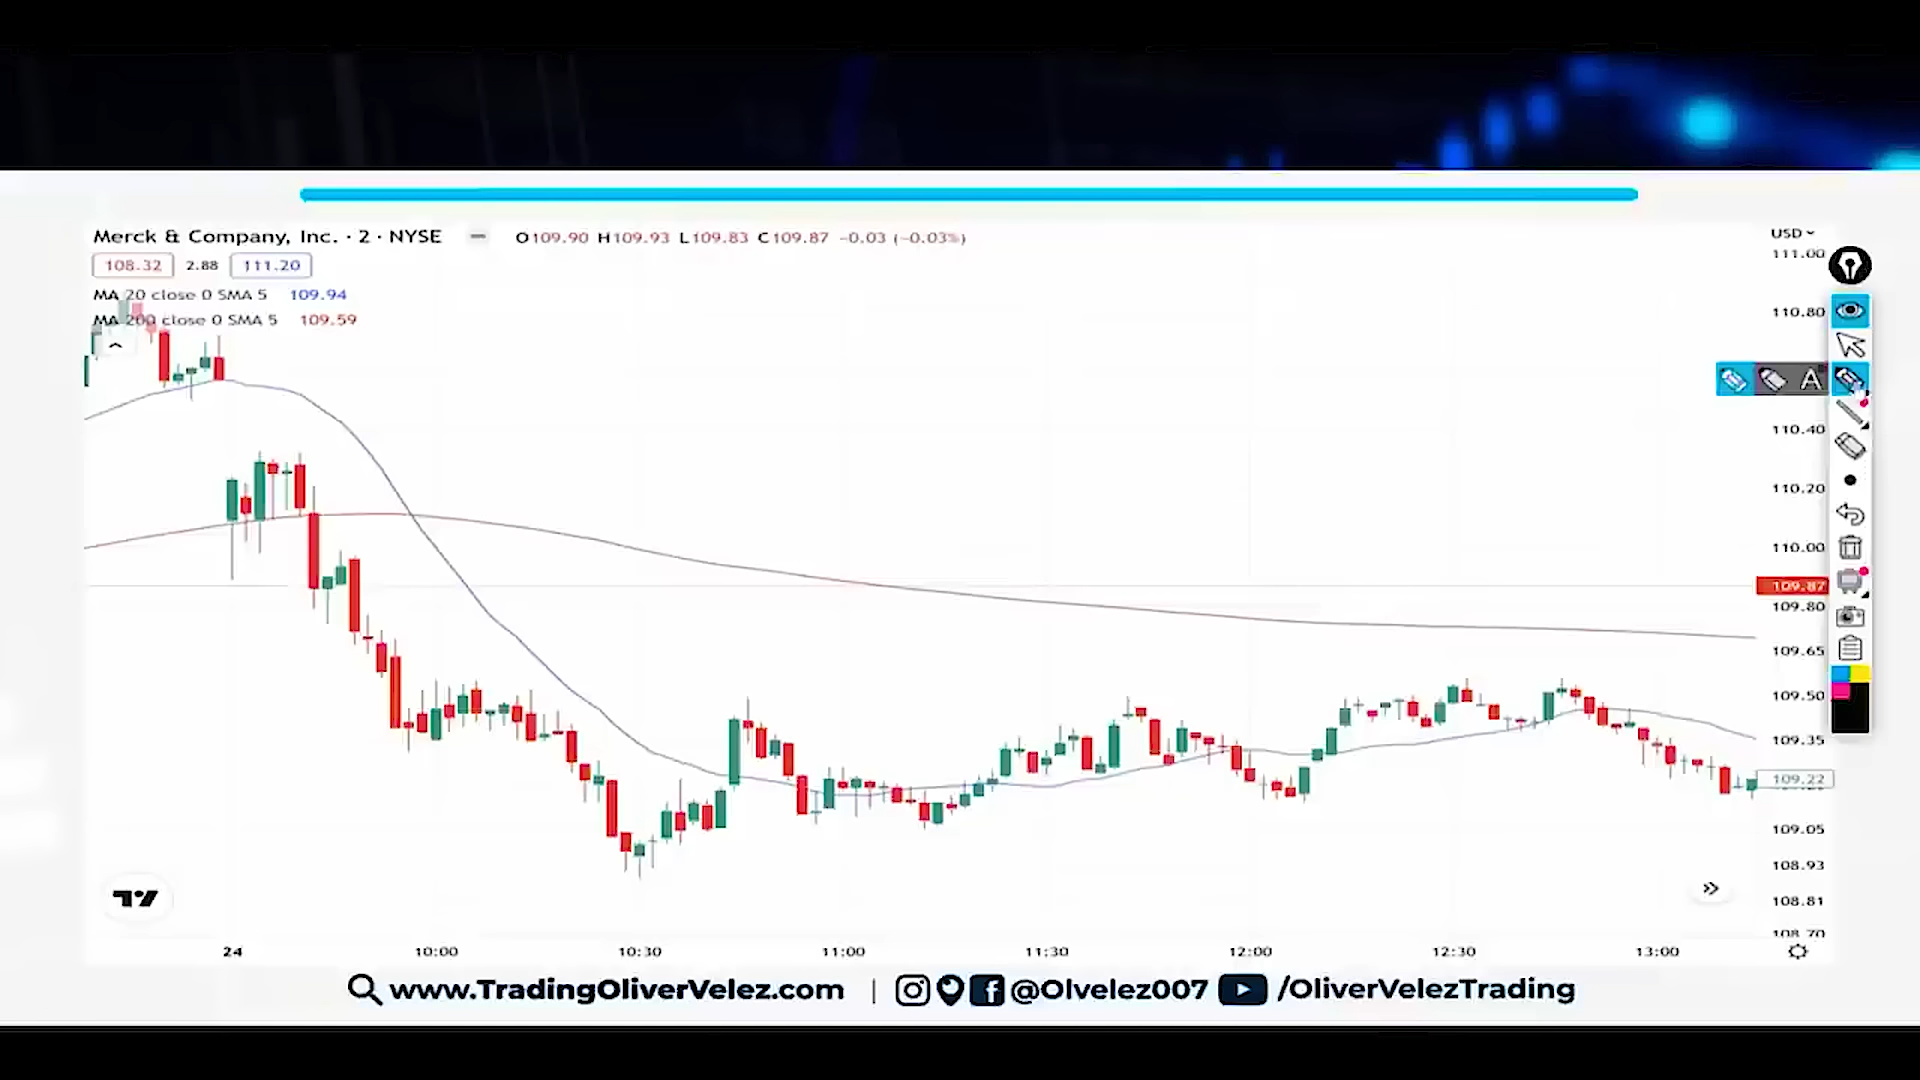 Merck & Company, Inc. · 2 · NYSE O109.90 H109.93 L109.83 C109.87 −0.03 (−0.03%)
USD
111.00
108.32 2.88 111.20
MA 20 close 0 SMA 5 109.94
110.80
MA 200 close 0 SMA 5 109.59
A
110.40
110.20
110.00
109.87
109.80
109.65
109.50
109.35
109.22
109.05
108.93
108.81
108.70
24 10:00 10:30 11:00 11:30 12:00 12:30 13:00
www.TradingOliverVelez.com | @Olvelez007 /OliverVelezTrading